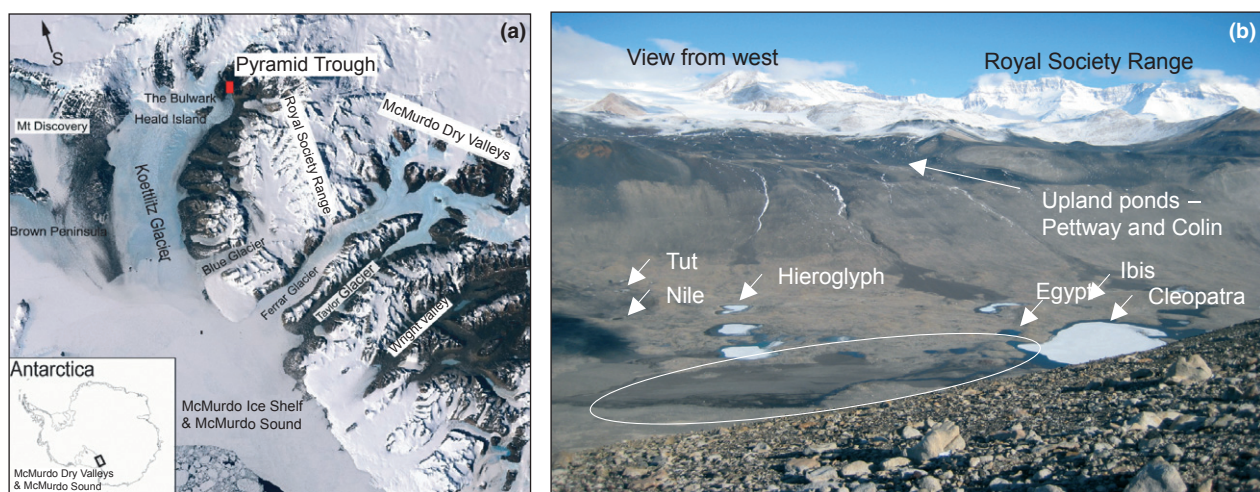 (a)
S
Pyramid Trough
The Bulwark
Heald Island
Mt Discovery
Royal Society Range
McMurdo Dry Valleys
Koettlitz Glacier
Brown Peninsula
Blue Glacier
Ferrar Glacier
Taylor Glacier
Wright Valley
McMurdo Ice Shelf
& McMurdo Sound
Antarctica
McMurdo Dry Valleys
& McMurdo Sound
(b)
View from west
Royal Society Range
Upland ponds –
Pettway and Colin
Tut
Nile
Hieroglyph
Egypt
Ibis
Cleopatra